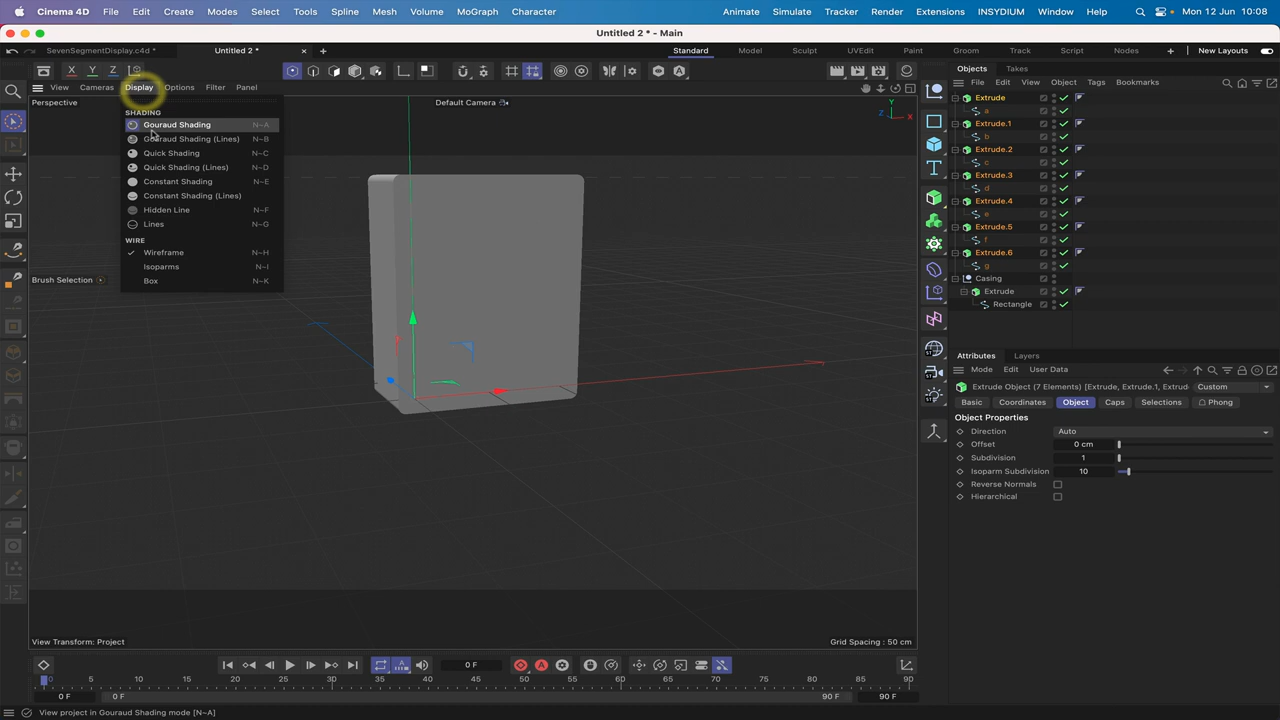 Cinema 4D File Edit Create Modes Select Tools Spline Mesh Volume MoGraph Character Animate Simulate Tracker Render Extensions INSYDIUM Window Help Mon 12 Jun 10:08
Untitled 2 * - Main
SevenSegmentDisplay.c4d * Untitled 2 * Standard Model Sculpt UVEdit Paint Groom Track Script Nodes New Layouts
X Y Z
View Cameras Display Options Filter Panel
Perspective Default Camera
SHADING
Gouraud Shading N~A
Gouraud Shading (Lines) N~B
Quick Shading N~C
Quick Shading (Lines) N~D
Constant Shading N~E
Constant Shading (Lines)
Hidden Line N~F
Lines N~G
WIRE
Wireframe N~H
Isoparms N~I
Box N~K
Brush Selection
Y
Z X
View Transform: Project Grid Spacing : 50 cm
Objects Takes
File Edit View Object Tags Bookmarks
Extrude
a
Extrude.1
b
Extrude.2
c
Extrude.3
d
Extrude.4
e
Extrude.5
f
Extrude.6
g
Casing
Extrude
Rectangle
Attributes Layers
Mode Edit User Data
Extrude Object (7 Elements) [Extrude, Extrude.1, Extrud Custom
Basic Coordinates Object Caps Selections Phong
Object Properties
Direction Auto
Offset 0 cm
Subdivision 1
Isoparm Subdivision 10
Reverse Normals
Hierarchical
0 F
0 5 10 15 20 25 30 35 40 45 50 55 60 65 70 75 80 85 90
0 F 0 F 90 F 90 F
View project in Gouraud Shading mode [N~A]